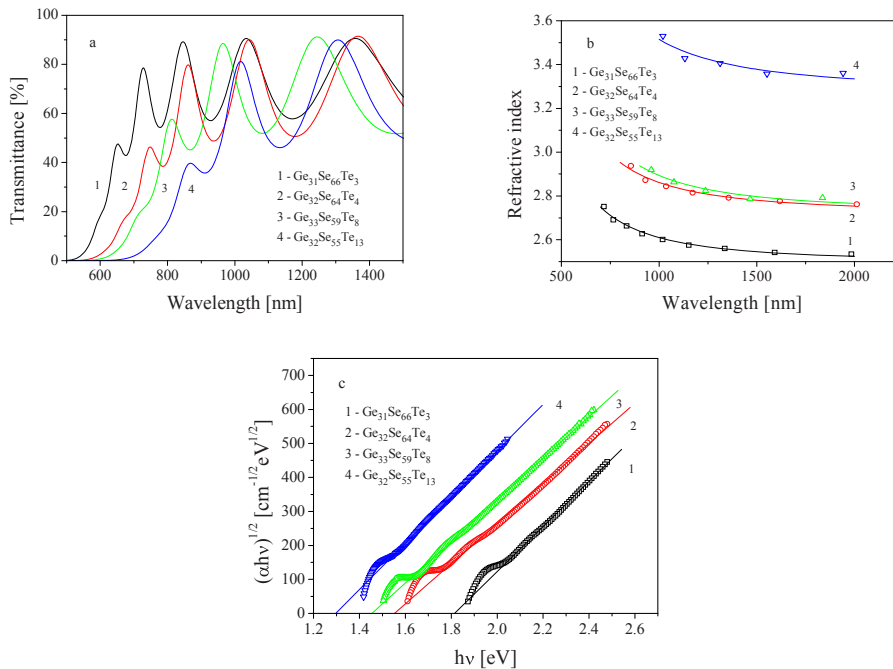 a
Transmittance [%]
100
80
60
40
20
0
1
2
3
4
1 - Ge31Se66Te3
2 - Ge32Se64Te4
3 - Ge33Se59Te8
4 - Ge32Se55Te13
600 800 1000 1200 1400
Wavelength [nm]
b
Refractive index
3.6
3.4
3.2
3.0
2.8
2.6
1 - Ge31Se66Te3
2 - Ge32Se64Te4
3 - Ge33Se59Te8
4 - Ge32Se55Te13
4
3
2
1
500 1000 1500 2000
Wavelength [nm]
c
(αhν)^1/2 [cm^-1/2 eV^1/2]
700
600
500
400
300
200
100
0
1 - Ge31Se66Te3
2 - Ge32Se64Te4
3 - Ge33Se59Te8
4 - Ge32Se55Te13
4
3
2
1
1.2 1.4 1.6 1.8 2.0 2.2 2.4 2.6
hν [eV]